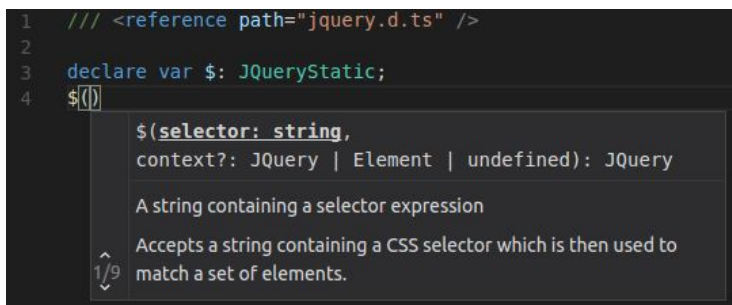 1 /// <reference path="jquery.d.ts" />
2
3 declare var $: JQueryStatic;
4 $()
$(selector: string,
context?: JQuery | Element | undefined): JQuery
A string containing a selector expression
Accepts a string containing a CSS selector which is then used to
1/9 match a set of elements.